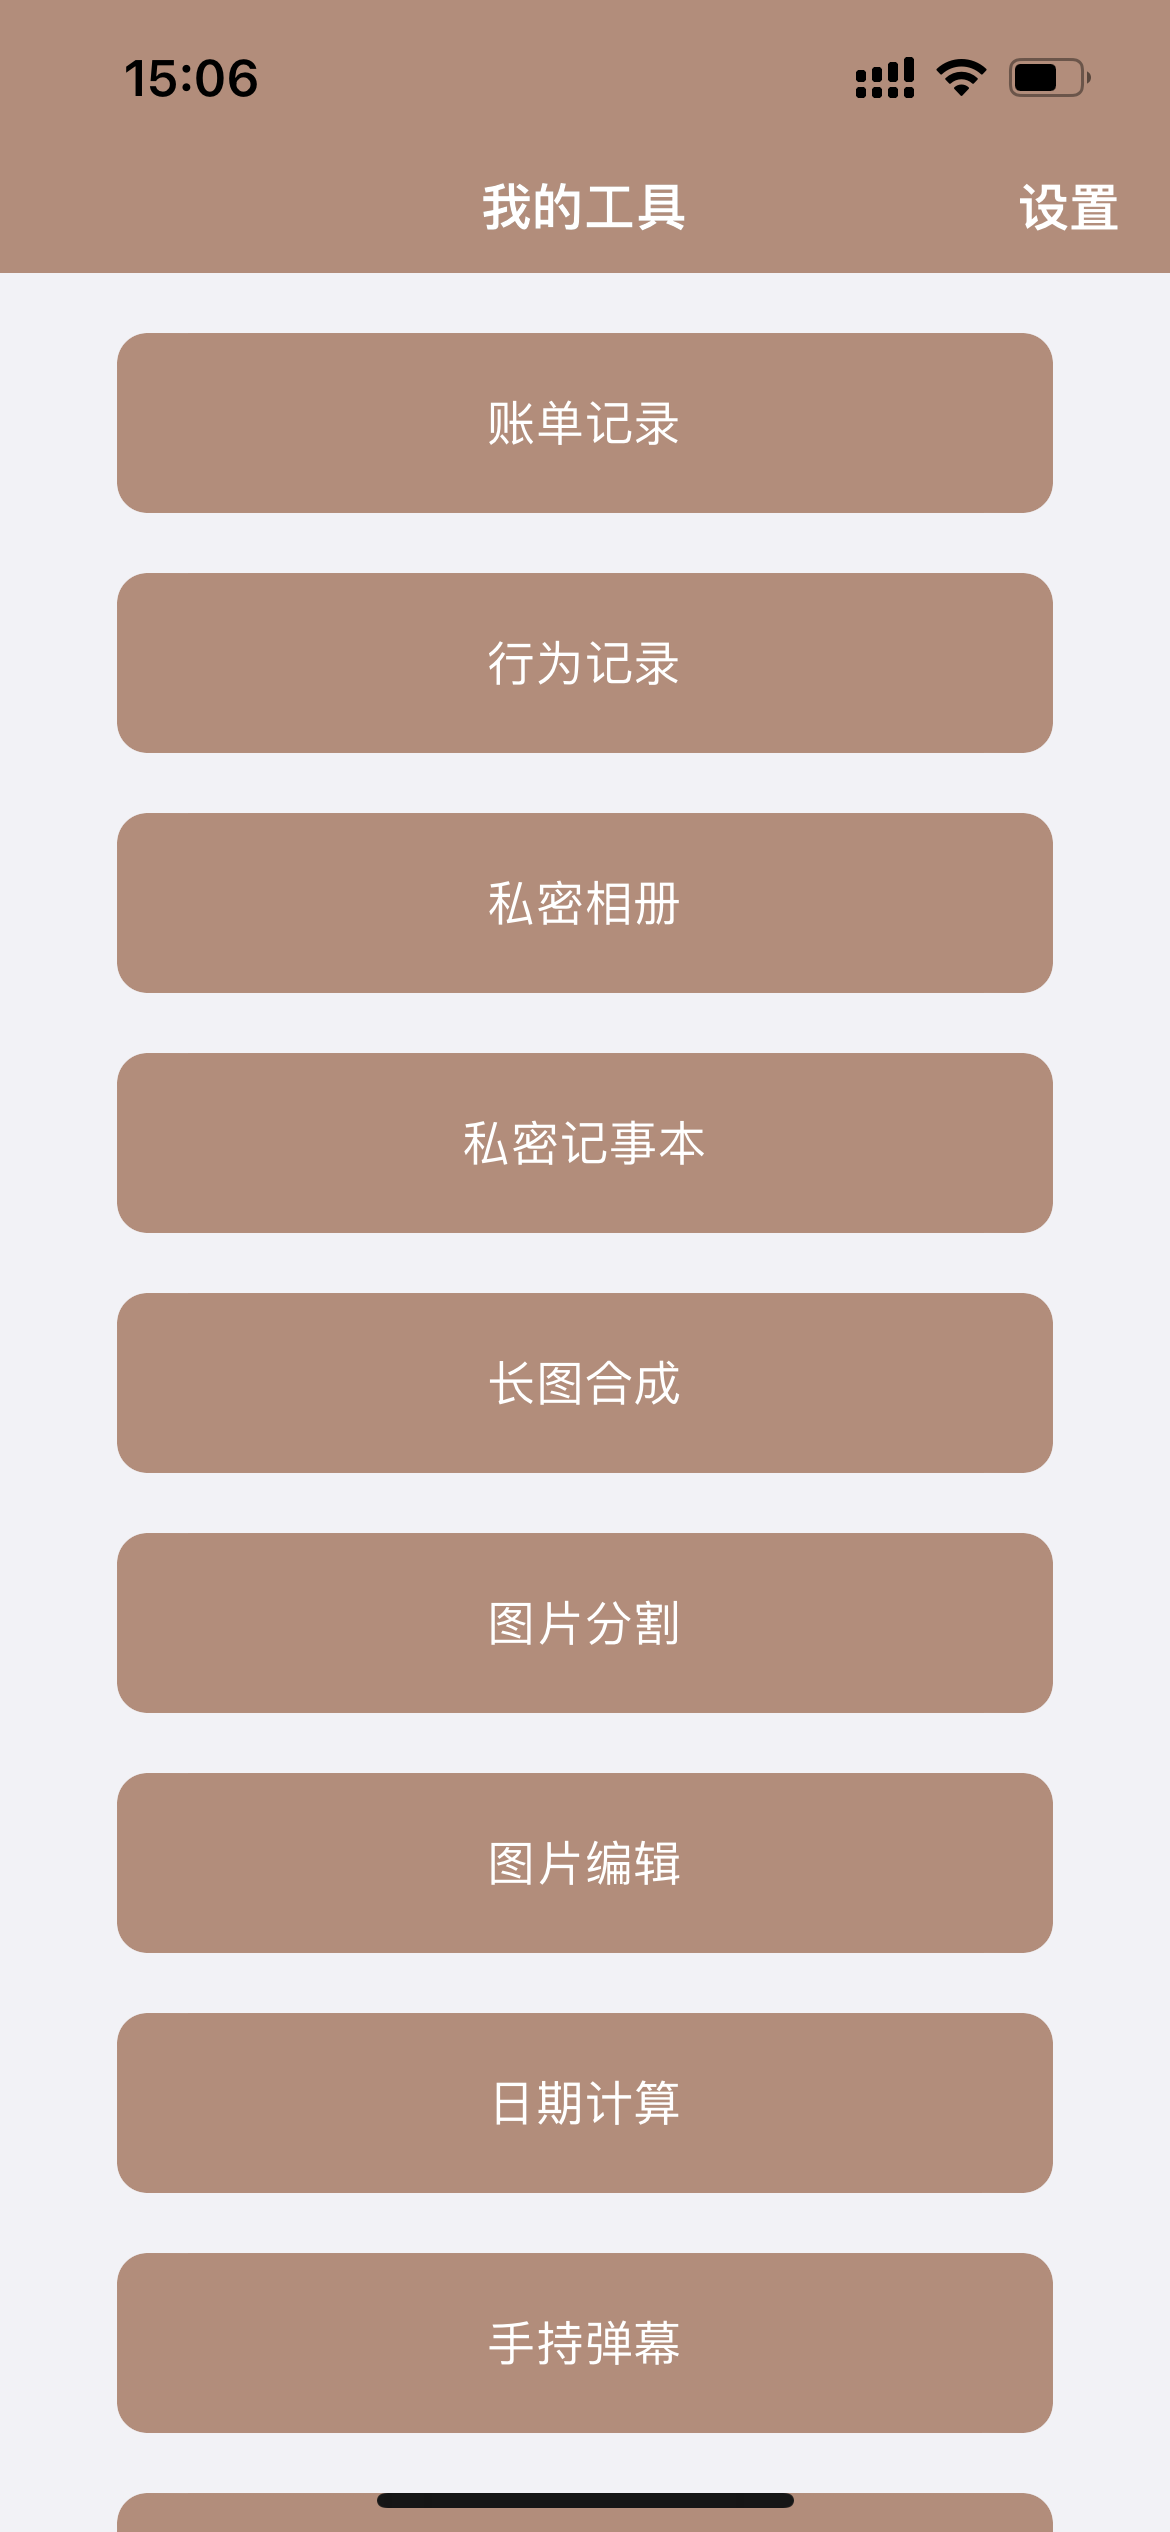 15:06
我的工具 设置
账单记录
行为记录
私密相册
私密记事本
长图合成
图片分割
图片编辑
日期计算
手持弹幕